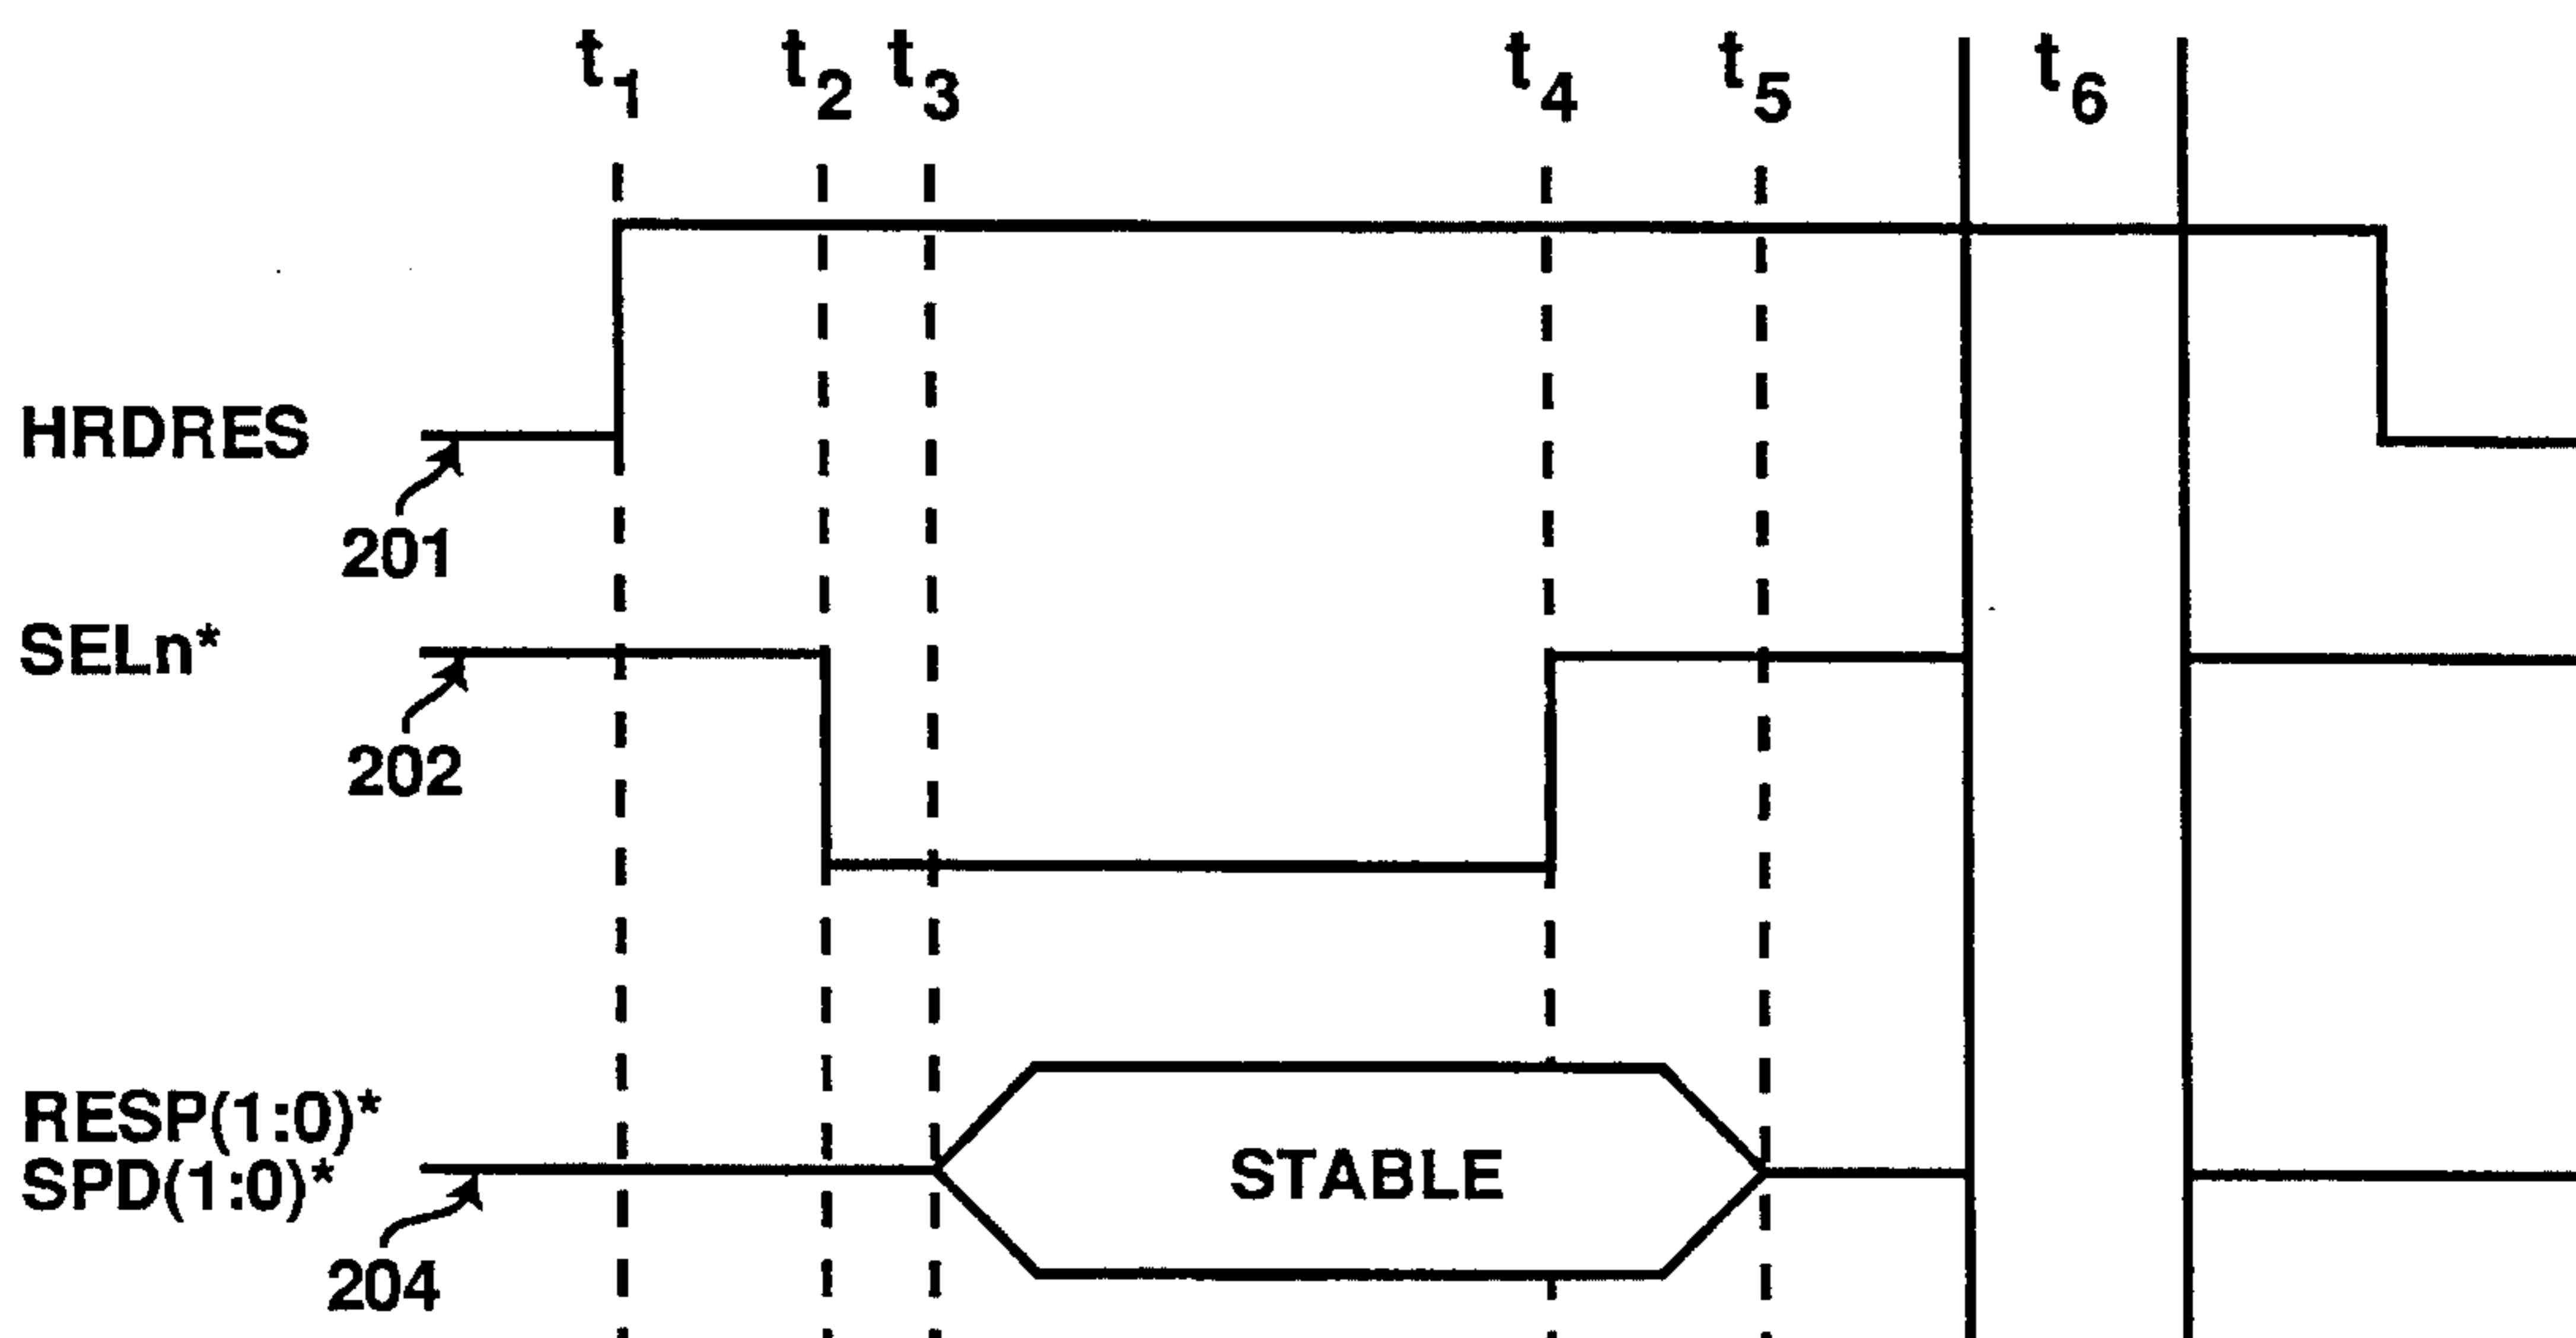 t1 t2 t3 t4 t5 t6
HRDRES
201
SELn*
202
RESP(1:0)*
SPD(1:0)*
STABLE
204